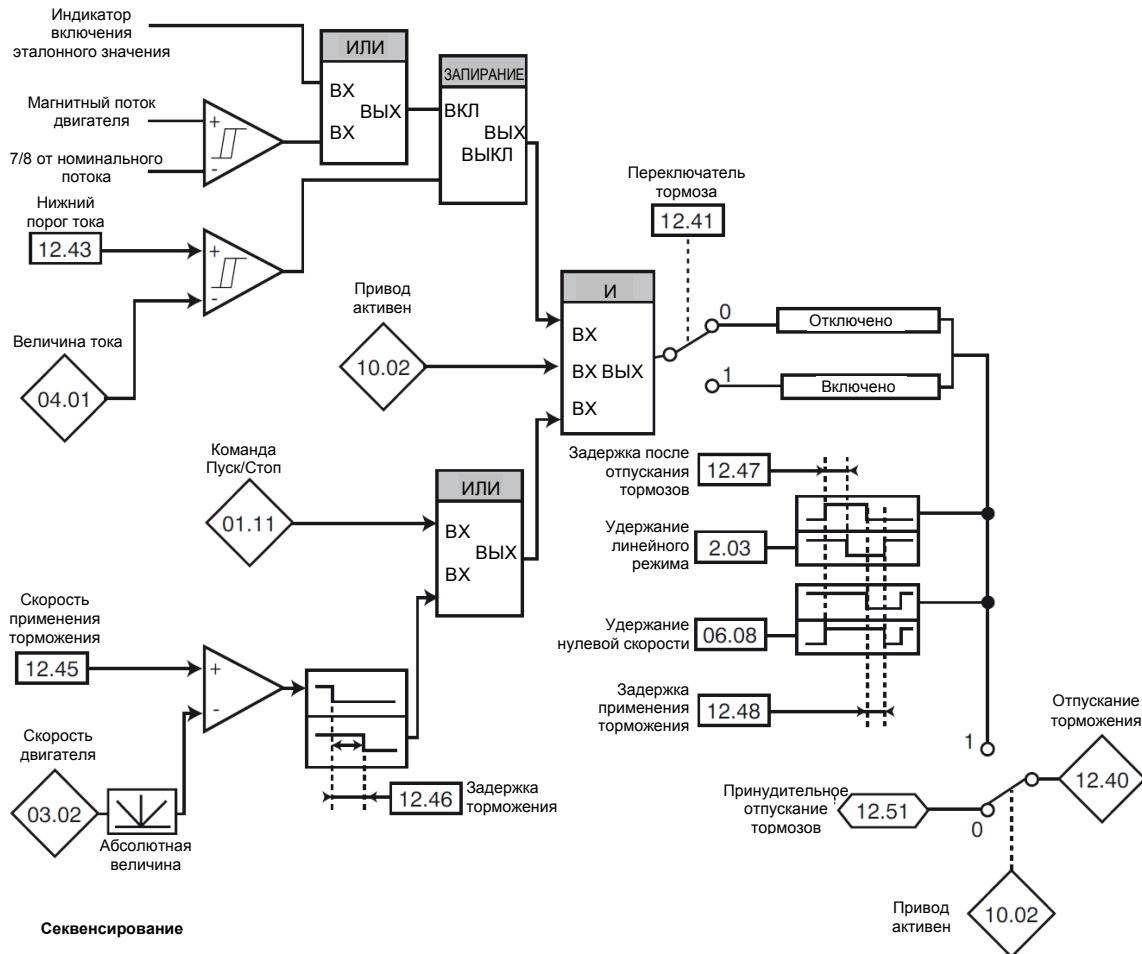 Индикатор
включения
эталонного значения
ИЛИ
ВХ
ВЫХ
ВХ
ЗАПИРАНИЕ
ВКЛ
ВЫХ
ВЫКЛ
Магнитный поток
двигателя
+
-
7/8 от номинального
потока
Нижний
порог тока
12.43
+
-
Величина тока
04.01
Привод
активен
10.02
И
ВХ
ВХ ВЫХ
ВХ
Переключатель
тормоза
12.41
0
Отключено
1
Включено
Команда
Пуск/Стоп
01.11
ИЛИ
ВХ
ВЫХ
ВХ
Задержка после
отпускания
тормозов
12.47
Удержание
линейного
режима
2.03
Удержание
нулевой скорости
06.08
Задержка
применения
торможения
12.48
Скорость
применения
торможения
12.45
+
-
Скорость
двигателя
03.02
Абсолютная
величина
12.46
Задержка
торможения
Отпускание
торможения
1
12.40
Принудительное
отпускание
тормозов
12.51
0
Привод
активен
10.02
Секвенсирование